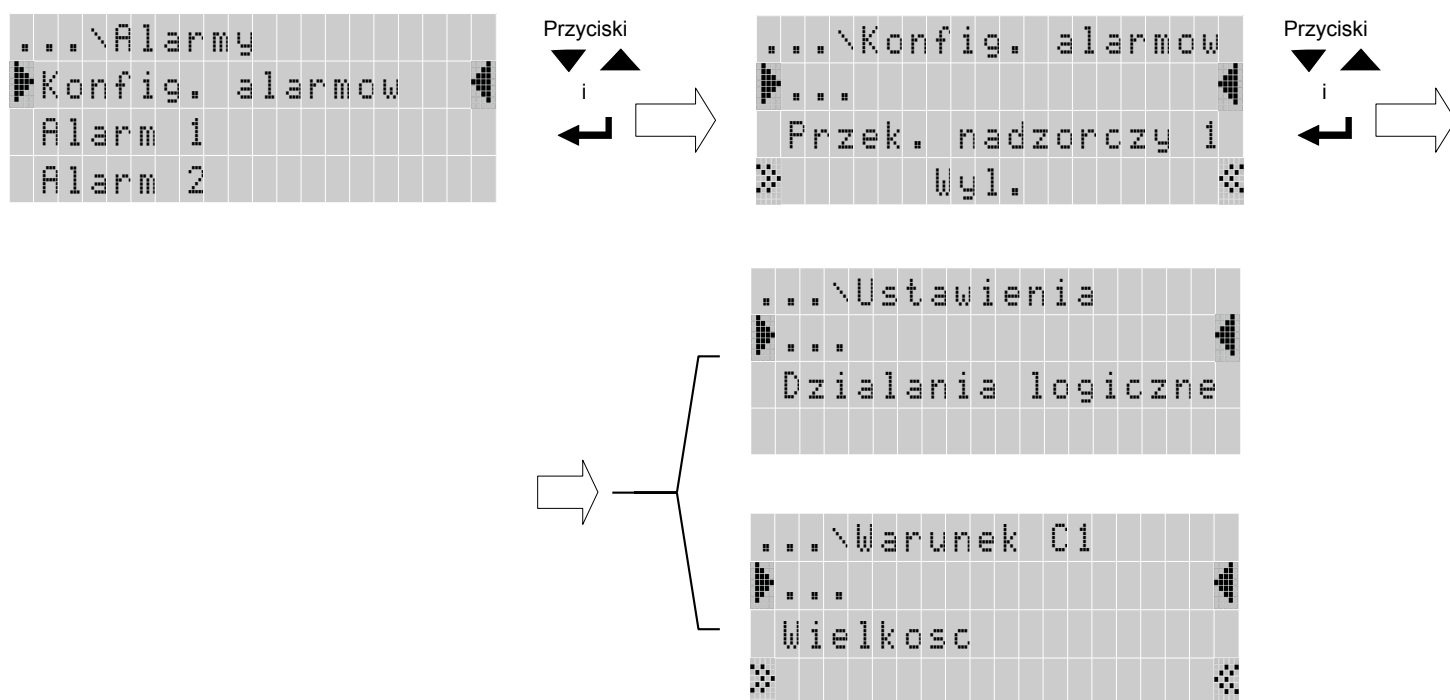 ...\Alarmy
Konfig. alarmow
Alarm 1
Alarm 2
Przyciski
i
...\Konfig. alarmow
...
Przek. nadzorczy 1
Wyl.
Przyciski
i
...\Ustawienia
...
Dzialania logiczne
...\Warunek C1
...
Wielkosc